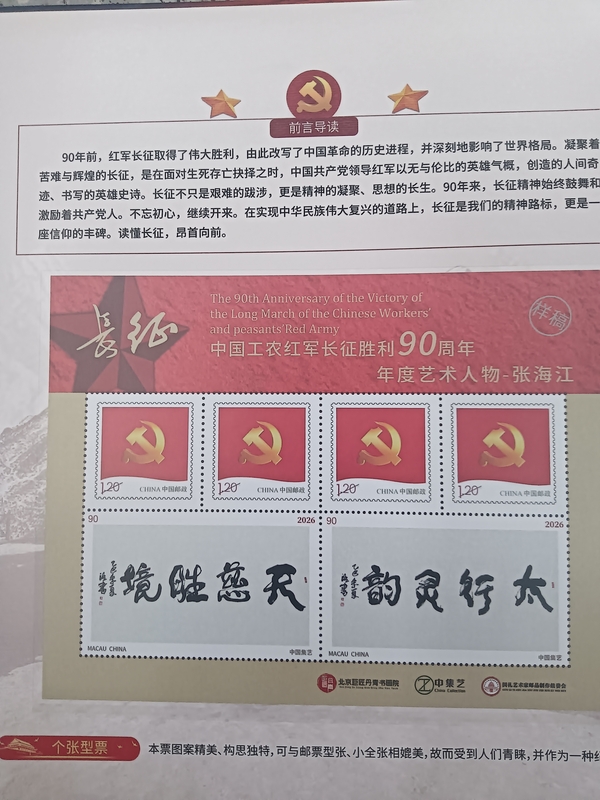 前言导读
90年前，红军长征取得了伟大胜利，由此改写了中国革命的历史进程，并深刻地影响了世界格局。凝聚着
苦难与辉煌的长征，是在面对生死存亡抉择之时，中国共产党领导红军以无与伦比的英雄气概，创造的人间奇
迹、书写的英雄史诗。长征不只是艰难的跋涉，更是精神的凝聚、思想的长生。90年来，长征精神始终鼓舞和
激励着共产党人。不忘初心，继续开来。在实现中华民族伟大复兴的道路上，长征是我们的精神路标，更是一
座信仰的丰碑。读懂长征，昂首向前。
長征
The 90th Anniversary of the Victory of
the Long March of the Chinese Workers'
and peasants'Red Army
样稿
中国工农红军长征胜利90周年
年度艺术人物-张海江
1.20 CHINA 中国邮政
1.20 CHINA 中国邮政
1.20 CHINA 中国邮政
1.20 CHINA 中国邮政
90 2026
天慈胜境
MACAU CHINA 中国集艺
90 2026
太行灵韵
MACAU CHINA 中国集艺
北京巨匠丹青书画院
中集艺
China Collection
个张型票
本票图案精美、构思独特，可与邮票型张、小全张相媲美，故而受到人们青睐，并作为一种